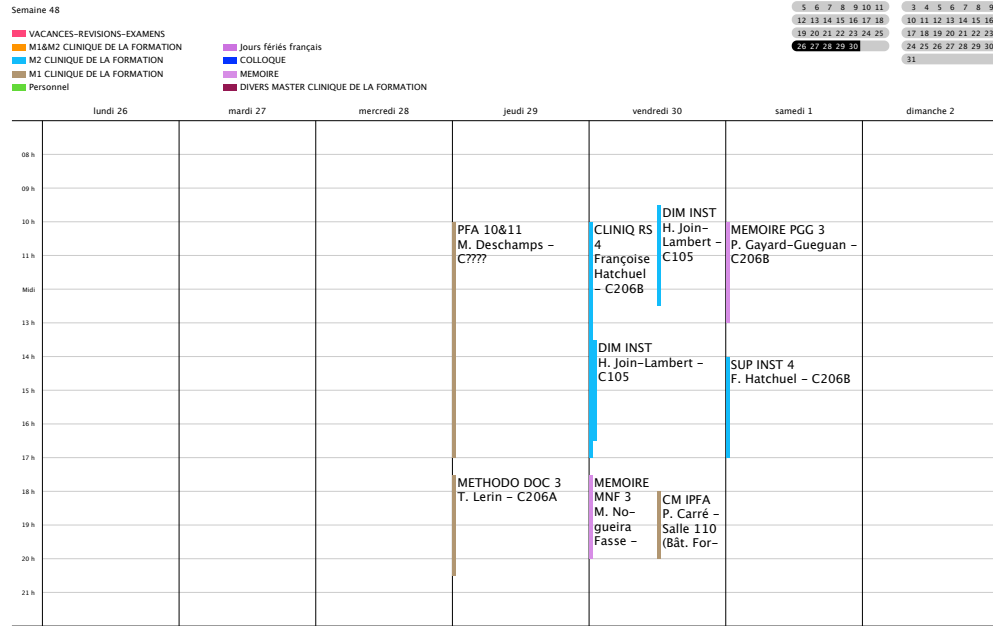 Semaine 48
5 6 7 8 9 10 11
12 13 14 15 16 17 18
19 20 21 22 23 24 25
26 27 28 29 30
3 4 5 6 7 8 9
10 11 12 13 14 15 16
17 18 19 20 21 22 23
24 25 26 27 28 29 30
31
VACANCES-REVISIONS-EXAMENS
M1&M2 CLINIQUE DE LA FORMATION
M2 CLINIQUE DE LA FORMATION
M1 CLINIQUE DE LA FORMATION
Personnel
Jours fériés français
COLLOQUE
MEMOIRE
DIVERS MASTER CLINIQUE DE LA FORMATION
lundi 26 mardi 27 mercredi 28 jeudi 29 vendredi 30 samedi 1 dimanche 2
08 h
09 h
10 h
11 h
Midi
13 h
14 h
15 h
16 h
17 h
18 h
19 h
20 h
21 h
PFA 10&11
M. Deschamps –
C????
METHODO DOC 3
T. Lerin – C206A
CLINIQ RS
4
Françoise
Hatchuel
– C206B
DIM INST
H. Join-
Lambert –
C105
DIM INST
H. Join-Lambert –
C105
MEMOIRE
MNF 3
M. No-
gueira
Fasse –
CM IPFA
P. Carré –
Salle 110
(Bât. For-
MEMOIRE PGG 3
P. Gayard-Gueguan –
C206B
SUP INST 4
F. Hatchuel – C206B